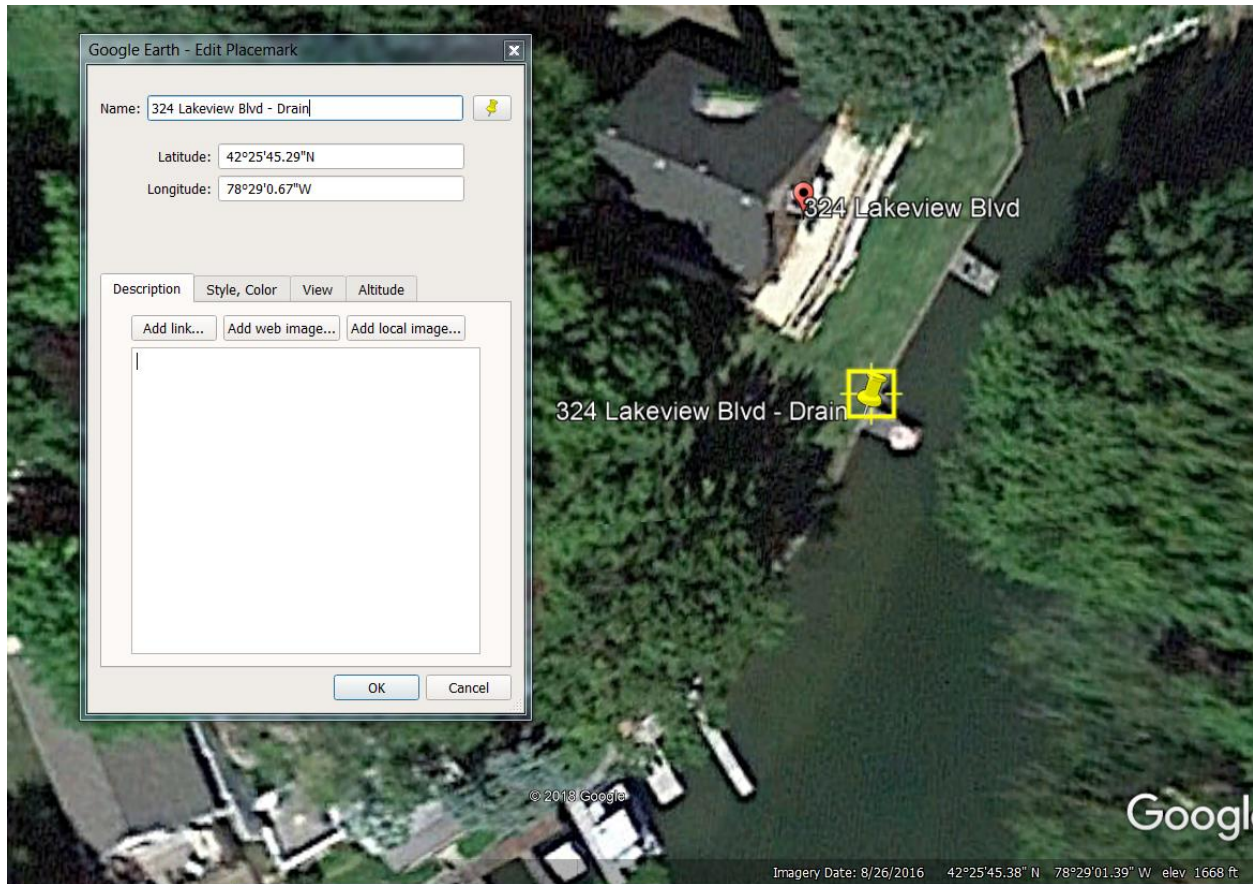 Google Earth - Edit Placemark
Name: 324 Lakeview Blvd - Drain
Latitude: 42°25'45.29"N
Longitude: 78°29'0.67"W
Description Style, Color View Altitude
Add link... Add web image... Add local image...
OK Cancel
324 Lakeview Blvd
324 Lakeview Blvd - Drain
© 2018 Google
Googl
Imagery Date: 8/26/2016 42°25'45.38" N 78°29'01.39" W elev 1668 ft